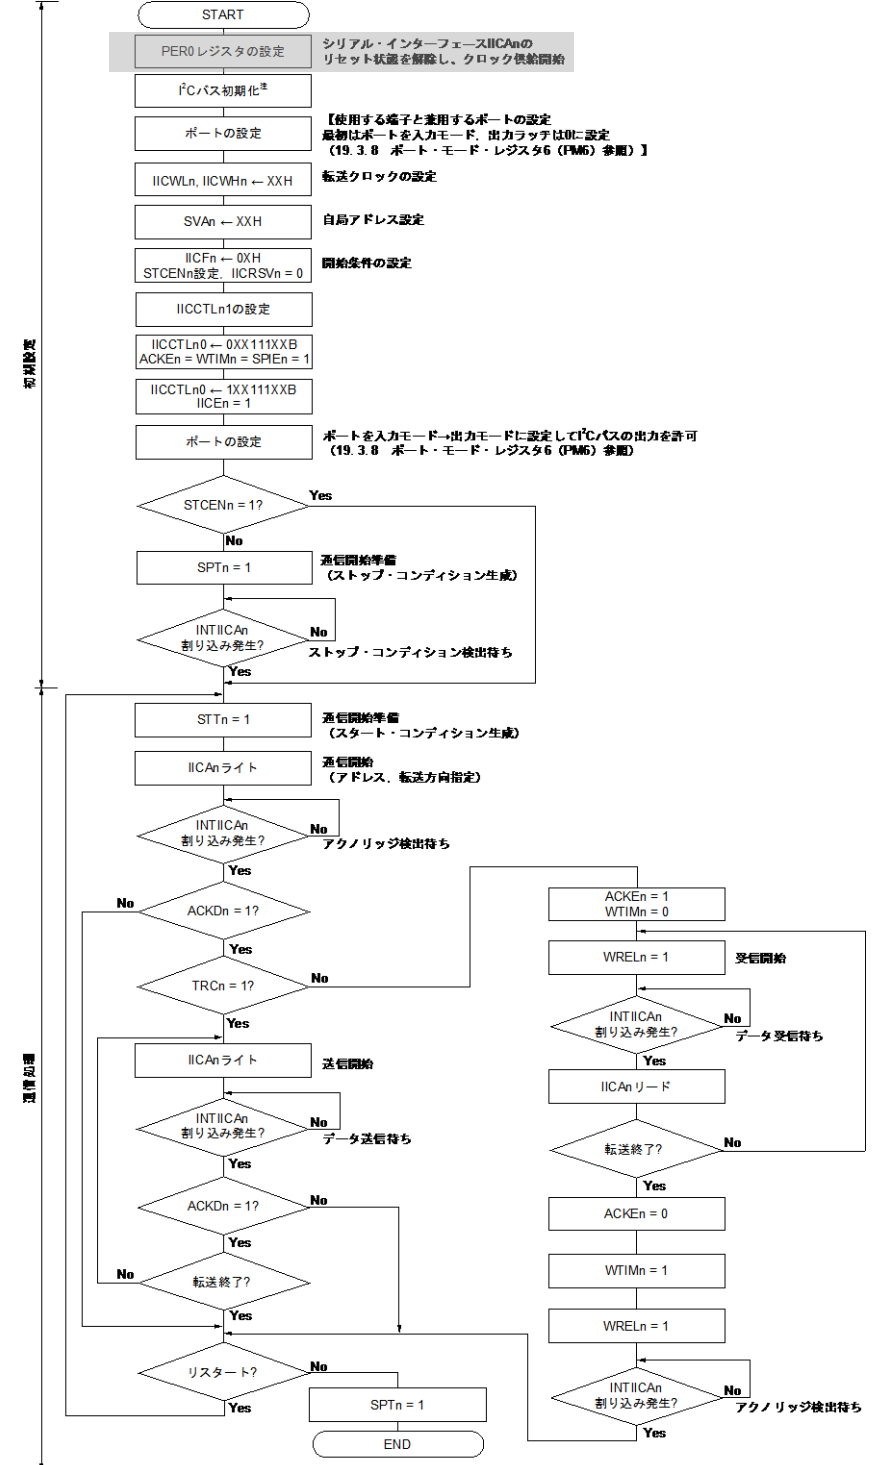 START
PER0レジスタの設定
シリアル・インターフェースIICAnの
リセット状態を解除し、クロック供給開始
I²Cバス初期化注
ポートの設定
【使用する端子と兼用するポートの設定
最初はポートを入力モード，出力ラッチは0に設定
（19.3.8 ポート・モード・レジスタ6（PM6）参照）】
IICWLn, IICWHn ← XXH
転送クロックの設定
SVAn ← XXH
自局アドレス設定
IICFn ← 0XH
STCENn設定，IICRSVn = 0
開始条件の設定
IICCTLn1の設定
IICCTLn0 ← 0XX111XXB
ACKEn = WTIMn = SPIEn = 1
IICCTLn0 ← 1XX111XXB
IICEn = 1
ポートの設定
ポートを入力モード→出力モードに設定してI²Cバスの出力を許可
（19.3.8 ポート・モード・レジスタ6（PM6）参照）
初期設定
STCENn = 1?
Yes
No
SPTn = 1
通信開始準備
（ストップ・コンディション生成）
INTIICAn
割り込み発生?
No
ストップ・コンディション検出待ち
Yes
STTn = 1
通信開始準備
（スタート・コンディション生成）
IICAnライト
通信開始
（アドレス，転送方向指定）
INTIICAn
割り込み発生?
No
アクノリッジ検出待ち
Yes
ACKDn = 1?
No
Yes
TRCn = 1?
No
Yes
IICAnライト
送信開始
INTIICAn
割り込み発生?
No
データ送信待ち
Yes
ACKDn = 1?
No
Yes
転送終了?
No
Yes
リスタート?
No
Yes
SPTn = 1
END
通信処理
ACKEn = 1
WTIMn = 0
WRELn = 1
受信開始
INTIICAn
割り込み発生?
No
データ受信待ち
Yes
IICAnリード
転送終了?
No
Yes
ACKEn = 0
WTIMn = 1
WRELn = 1
INTIICAn
割り込み発生?
No
アクノリッジ検出待ち
Yes